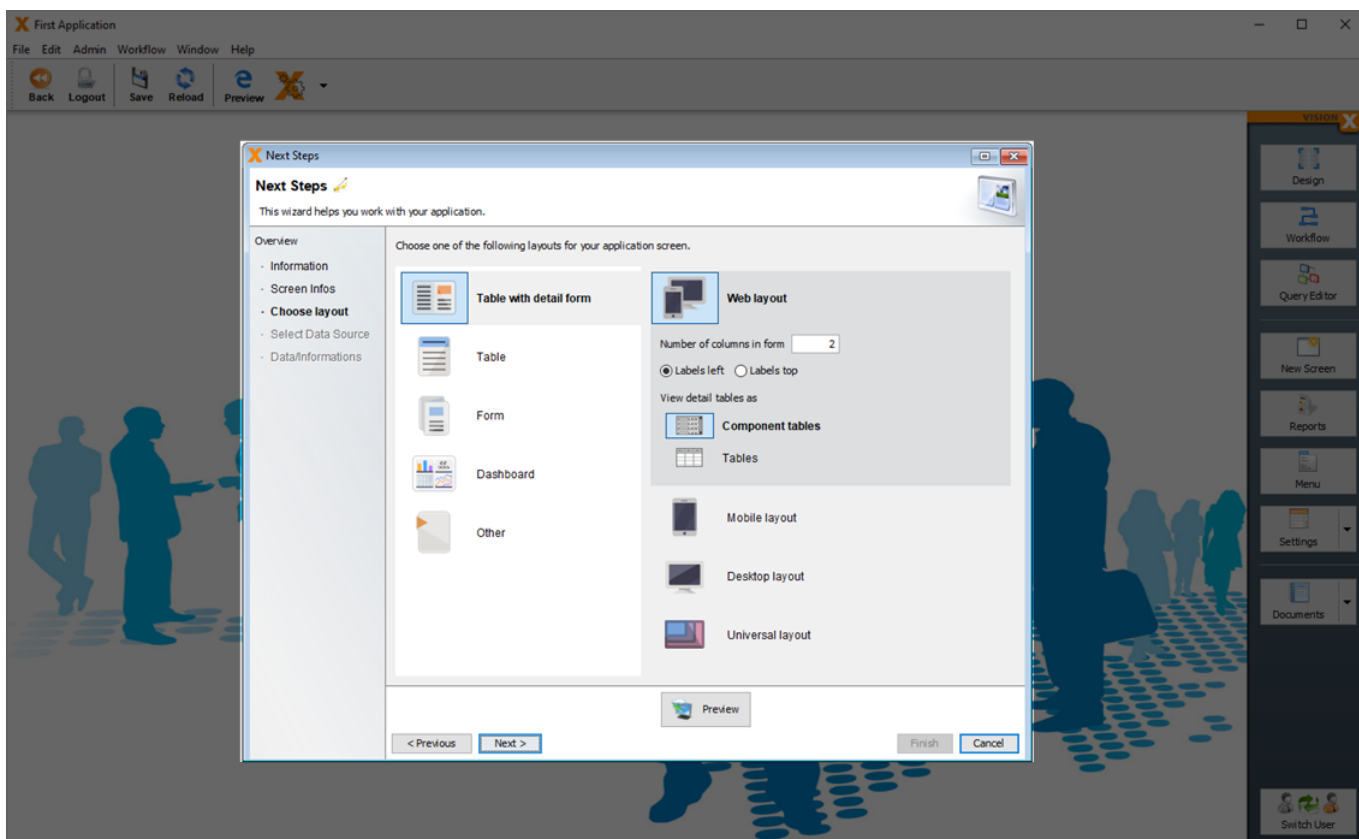 First Application
File Edit Admin Workflow Window Help
Back Logout Save Reload Preview
VISION X
Design
Workflow
Query Editor
New Screen
Reports
Menu
Settings
Documents
Switch User
Next Steps
Next Steps
This wizard helps you work with your application.
Overview
· Information
· Screen Infos
· Choose layout
· Select Data Source
· Data/Informations
Choose one of the following layouts for your application screen.
Table with detail form
Table
Form
Dashboard
Other
Web layout
Number of columns in form 2
Labels left Labels top
View detail tables as
Component tables
Tables
Mobile layout
Desktop layout
Universal layout
Preview
< Previous Next > Finish Cancel